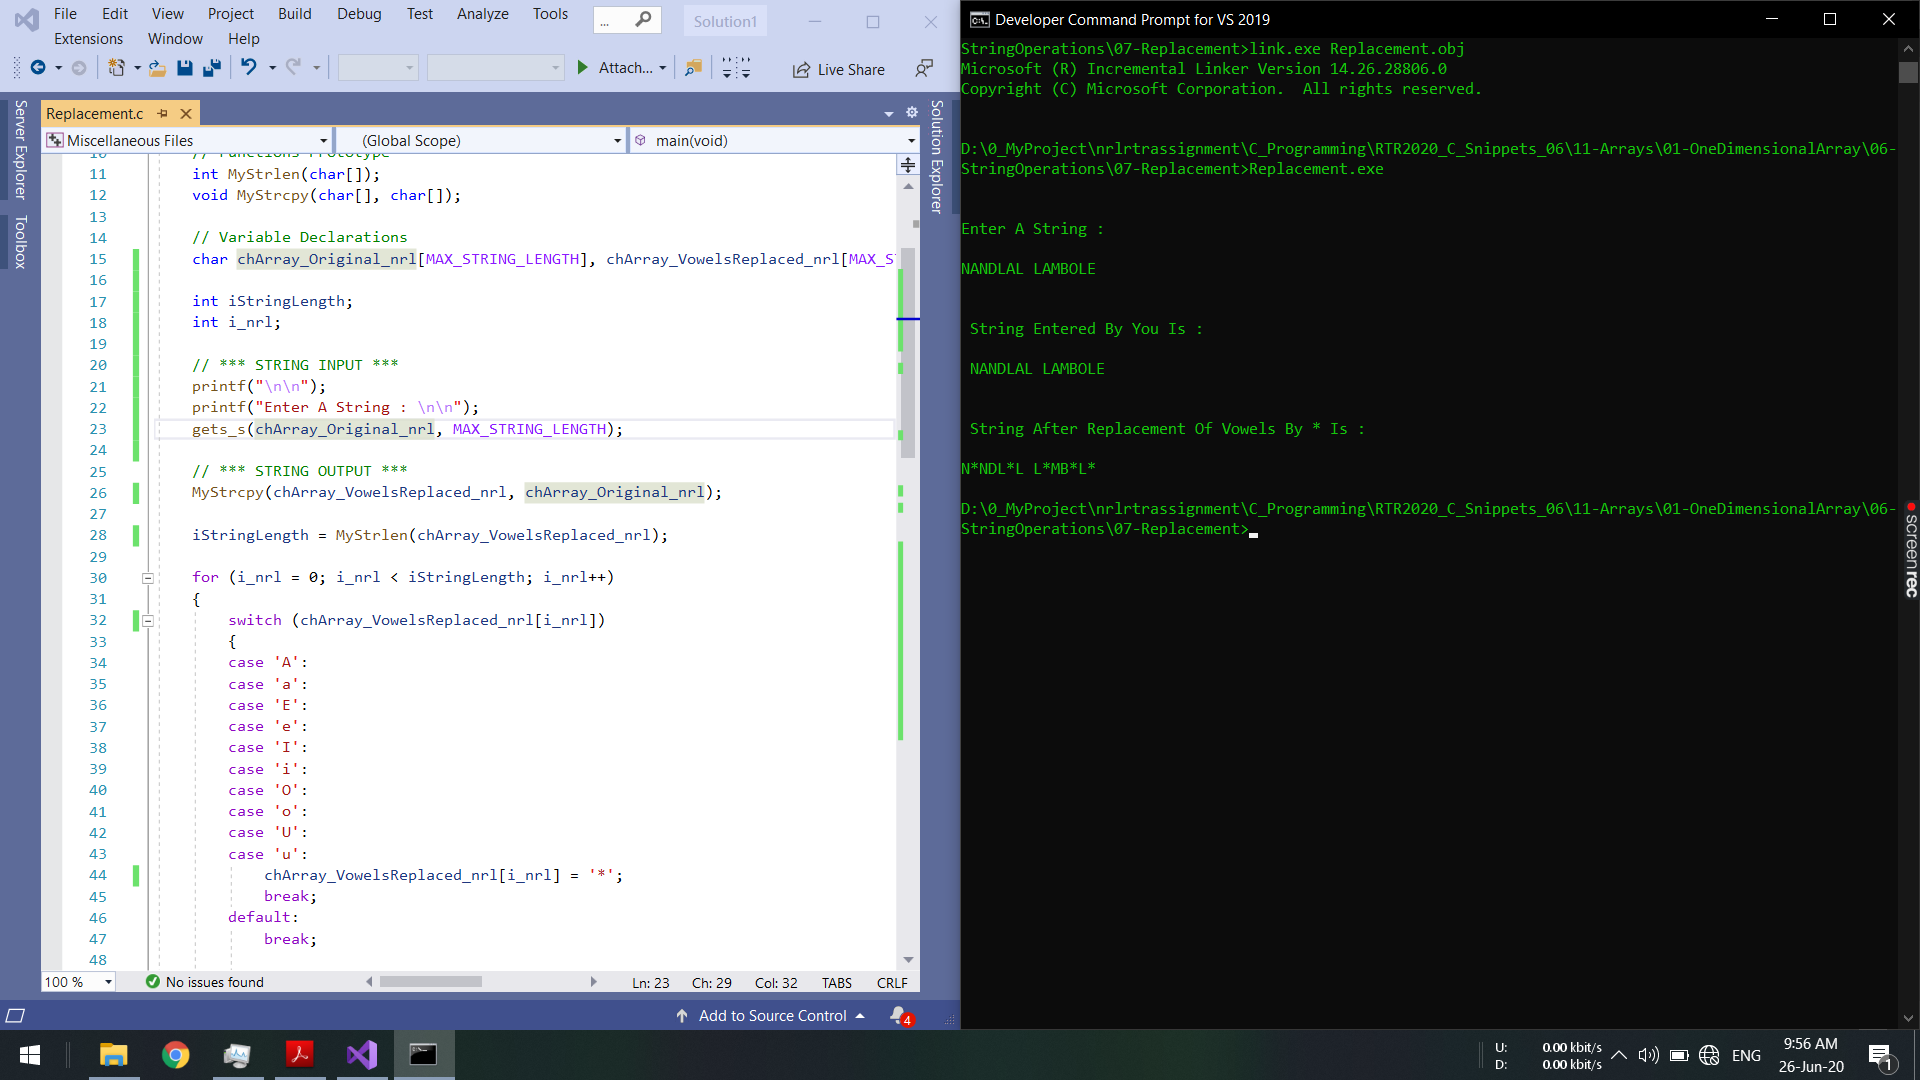 File Edit View Project Build Debug Test Analyze Tools ... Solution1
Extensions Window Help
Attach... Live Share
Server Explorer
Toolbox
Replacement.c
Miscellaneous Files (Global Scope) main(void)
Solution Explorer
10 // Functions Prototype
11 int MyStrlen(char[]);
12 void MyStrcpy(char[], char[]);
13
14 // Variable Declarations
15 char chArray_Original_nrl[MAX_STRING_LENGTH], chArray_VowelsReplaced_nrl[MAX_S
16
17 int iStringLength;
18 int i_nrl;
19
20 // *** STRING INPUT ***
21 printf("\n\n");
22 printf("Enter A String : \n\n");
23 gets_s(chArray_Original_nrl, MAX_STRING_LENGTH);
24
25 // *** STRING OUTPUT ***
26 MyStrcpy(chArray_VowelsReplaced_nrl, chArray_Original_nrl);
27
28 iStringLength = MyStrlen(chArray_VowelsReplaced_nrl);
29
30 for (i_nrl = 0; i_nrl < iStringLength; i_nrl++)
31 {
32 switch (chArray_VowelsReplaced_nrl[i_nrl])
33 {
34 case 'A':
35 case 'a':
36 case 'E':
37 case 'e':
38 case 'I':
39 case 'i':
40 case 'O':
41 case 'o':
42 case 'U':
43 case 'u':
44 chArray_VowelsReplaced_nrl[i_nrl] = '*';
45 break;
46 default:
47 break;
48
100 % No issues found Ln: 23 Ch: 29 Col: 32 TABS CRLF
Add to Source Control 4
Developer Command Prompt for VS 2019
StringOperations\07-Replacement>link.exe Replacement.obj
Microsoft (R) Incremental Linker Version 14.26.28806.0
Copyright (C) Microsoft Corporation.  All rights reserved.
D:\0_MyProject\nrlrtrassignment\C_Programming\RTR2020_C_Snippets_06\11-Arrays\01-OneDimensionalArray\06-
StringOperations\07-Replacement>Replacement.exe
Enter A String :
NANDLAL LAMBOLE
String Entered By You Is :
NANDLAL LAMBOLE
String After Replacement Of Vowels By * Is :
N*NDL*L L*MB*L*
D:\0_MyProject\nrlrtrassignment\C_Programming\RTR2020_C_Snippets_06\11-Arrays\01-OneDimensionalArray\06-
StringOperations\07-Replacement>
screenrec
U: 0.00 kbit/s
D: 0.00 kbit/s
ENG
9:56 AM
26-Jun-20
1